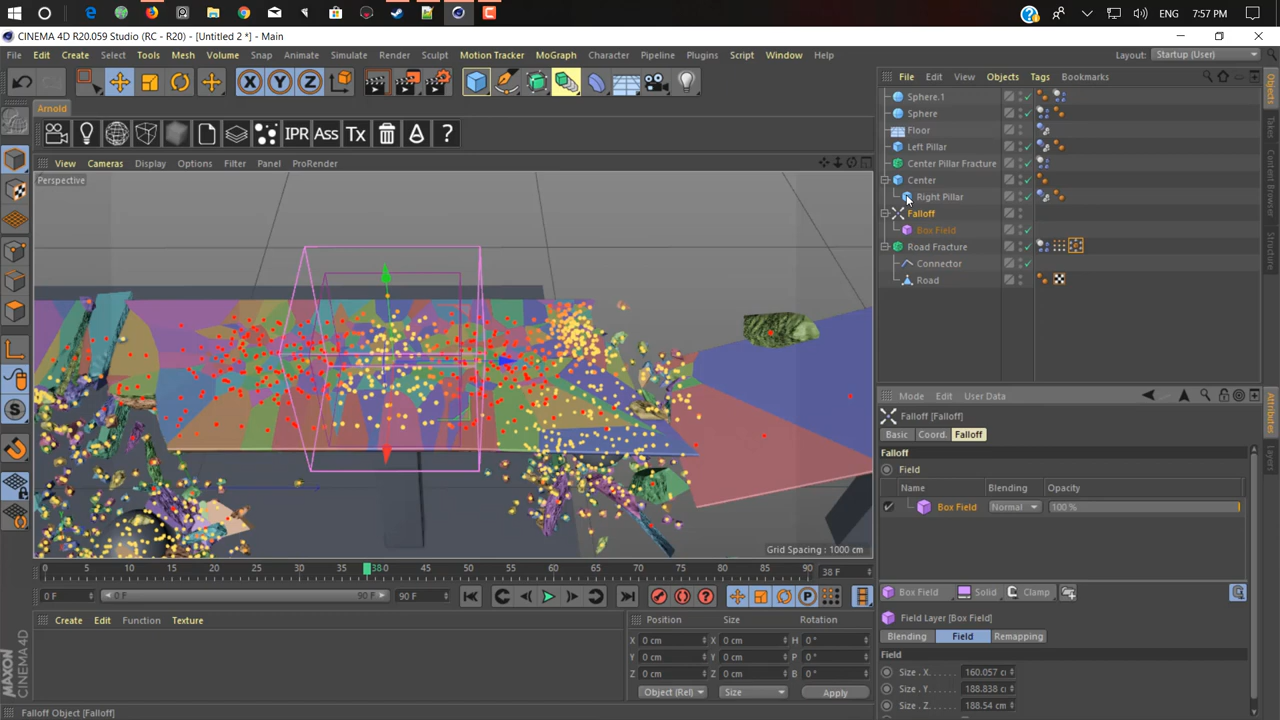 ENG 7:57 PM
CINEMA 4D R20.059 Studio (RC - R20) - [Untitled 2 *] - Main
File Edit Create Select Tools Mesh Volume Snap Animate Simulate Render Sculpt Motion Tracker MoGraph Character Pipeline Plugins Script Window Help Layout: Startup (User)
X Y Z
File Edit View Objects Tags Bookmarks
Arnold
IPR Ass Tx ?
View Cameras Display Options Filter Panel ProRender
Perspective
Sphere.1
Sphere
Floor
Left Pillar
Center Pillar Fracture
Center
Right Pillar
Falloff
Box Field
Road Fracture
Connector
Road
Objects
Takes
Content Browser
Structure
Attributes
Layers
Mode Edit User Data
Falloff [Falloff]
Basic Coord. Falloff
Falloff
Field
Name Blending Opacity
Box Field Normal 100 %
Box Field Solid Clamp
Field Layer [Box Field]
Blending Field Remapping
Field
Size . X 160.057
Size . Y 188.838
Size . Z 188.54 cm
Grid Spacing : 1000 cm
0 5 10 15 20 25 30 35 38 0 45 50 55 60 65 70 75 80 85 90 38 F
0 F 0 F 90 F 90 F
Create Edit Function Texture
Position Size Rotation
X 0 cm X 0 cm H 0 °
Y 0 cm Y 0 cm P 0 °
Z 0 cm Z 0 cm B 0 °
Object (Rel) Size Apply
MAXON CINEMA 4D
Falloff Object [Falloff]